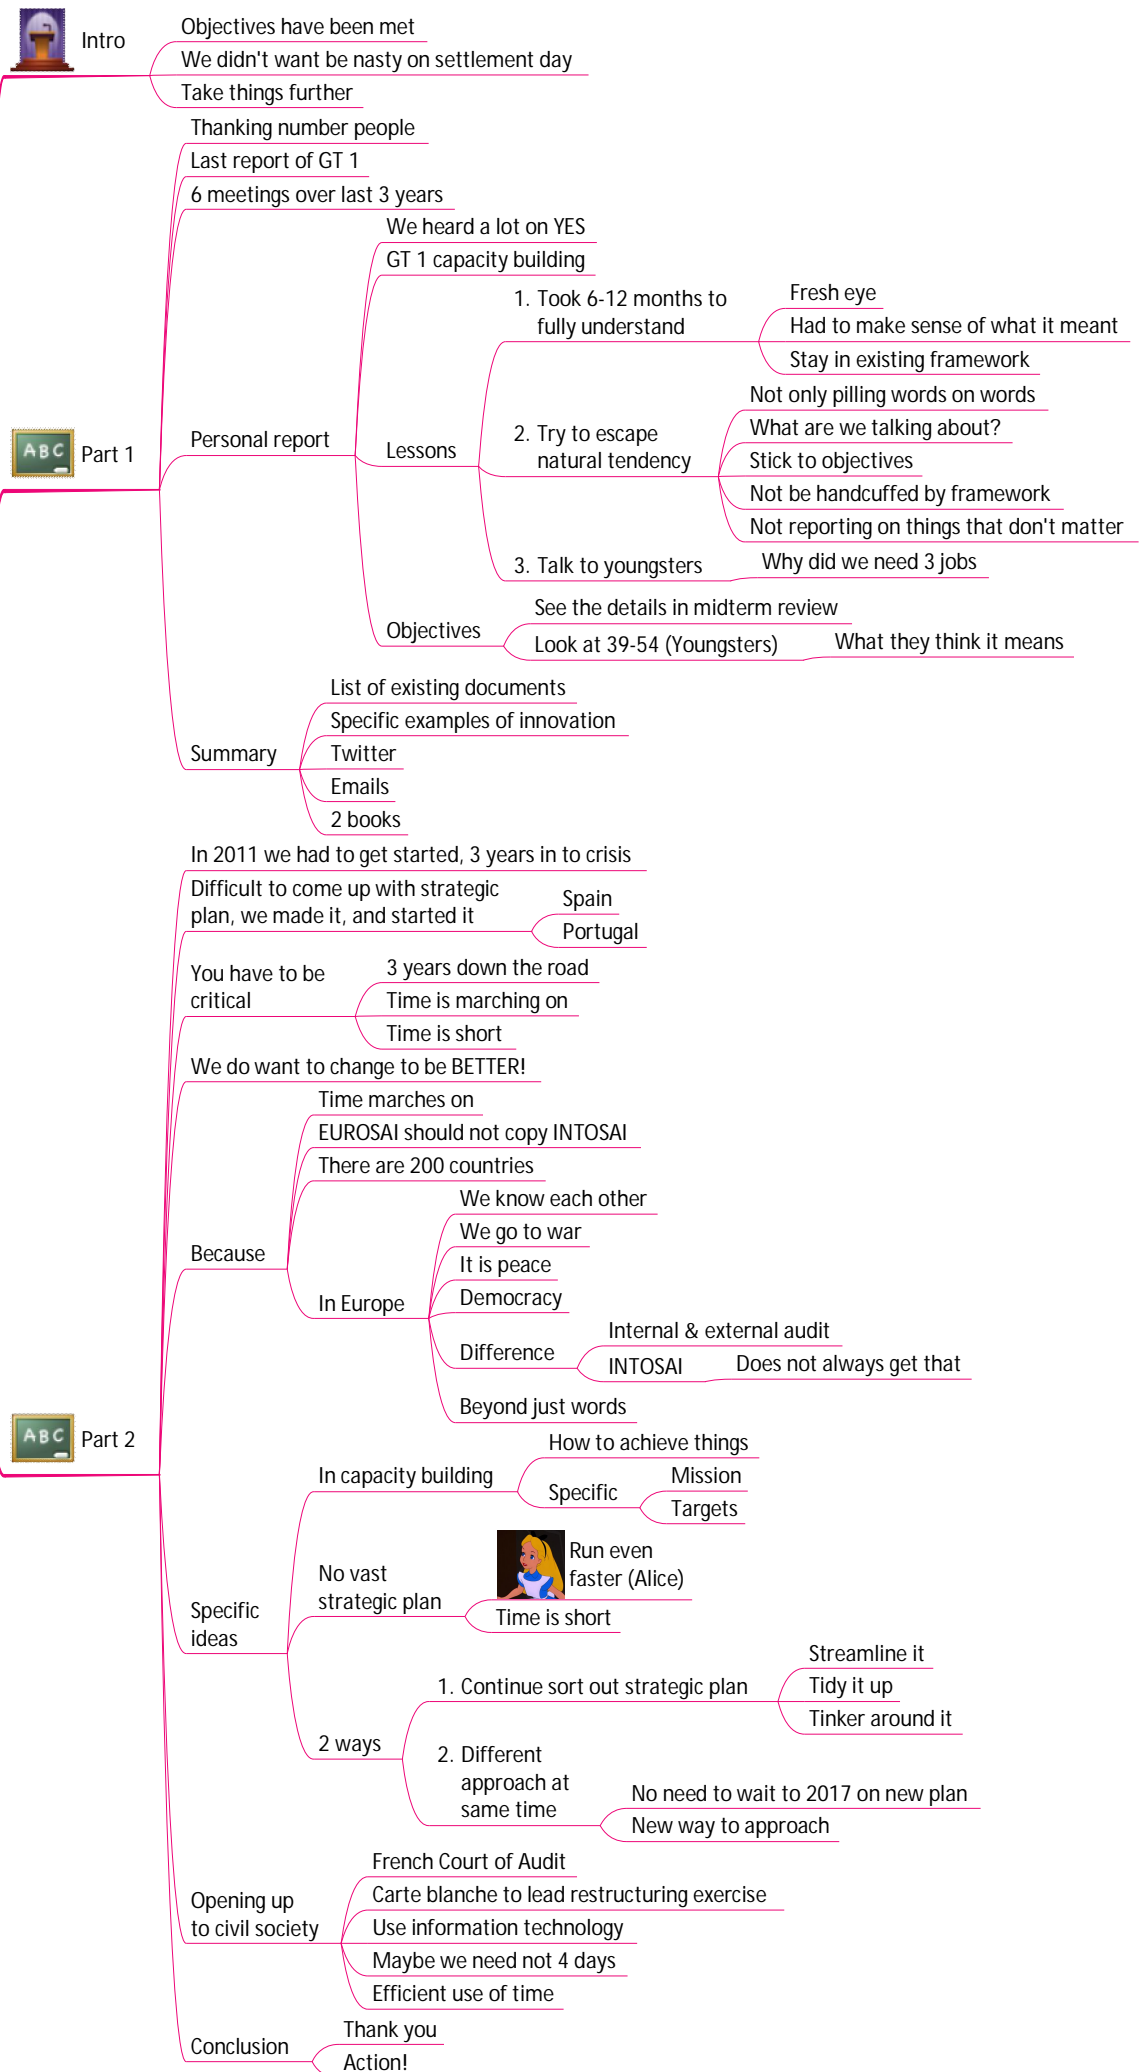 Intro
Objectives have been met
We didn't want be nasty on settlement day
Take things further
Part 1
Thanking number people
Last report of GT 1
6 meetings over last 3 years
Personal report
We heard a lot on YES
GT 1 capacity building
Lessons
1. Took 6-12 months to
fully understand
Fresh eye
Had to make sense of what it meant
Stay in existing framework
2. Try to escape
natural tendency
Not only pilling words on words
What are we talking about?
Stick to objectives
Not be handcuffed by framework
Not reporting on things that don't matter
3. Talk to youngsters
Why did we need 3 jobs
Objectives
See the details in midterm review
Look at 39-54 (Youngsters)
What they think it means
Summary
List of existing documents
Specific examples of innovation
Twitter
Emails
2 books
Part 2
In 2011 we had to get started, 3 years in to crisis
Difficult to come up with strategic
plan, we made it, and started it
Spain
Portugal
You have to be
critical
3 years down the road
Time is marching on
Time is short
We do want to change to be BETTER!
Because
Time marches on
EUROSAI should not copy INTOSAI
There are 200 countries
In Europe
We know each other
We go to war
It is peace
Democracy
Difference
Internal & external audit
INTOSAI
Does not always get that
Beyond just words
Specific
ideas
In capacity building
How to achieve things
Specific
Mission
Targets
No vast
strategic plan
Run even
faster (Alice)
Time is short
2 ways
1. Continue sort out strategic plan
Streamline it
Tidy it up
Tinker around it
2. Different
approach at
same time
No need to wait to 2017 on new plan
New way to approach
Opening up
to civil society
French Court of Audit
Carte blanche to lead restructuring exercise
Use information technology
Maybe we need not 4 days
Efficient use of time
Conclusion
Thank you
Action!
ABC
ABC